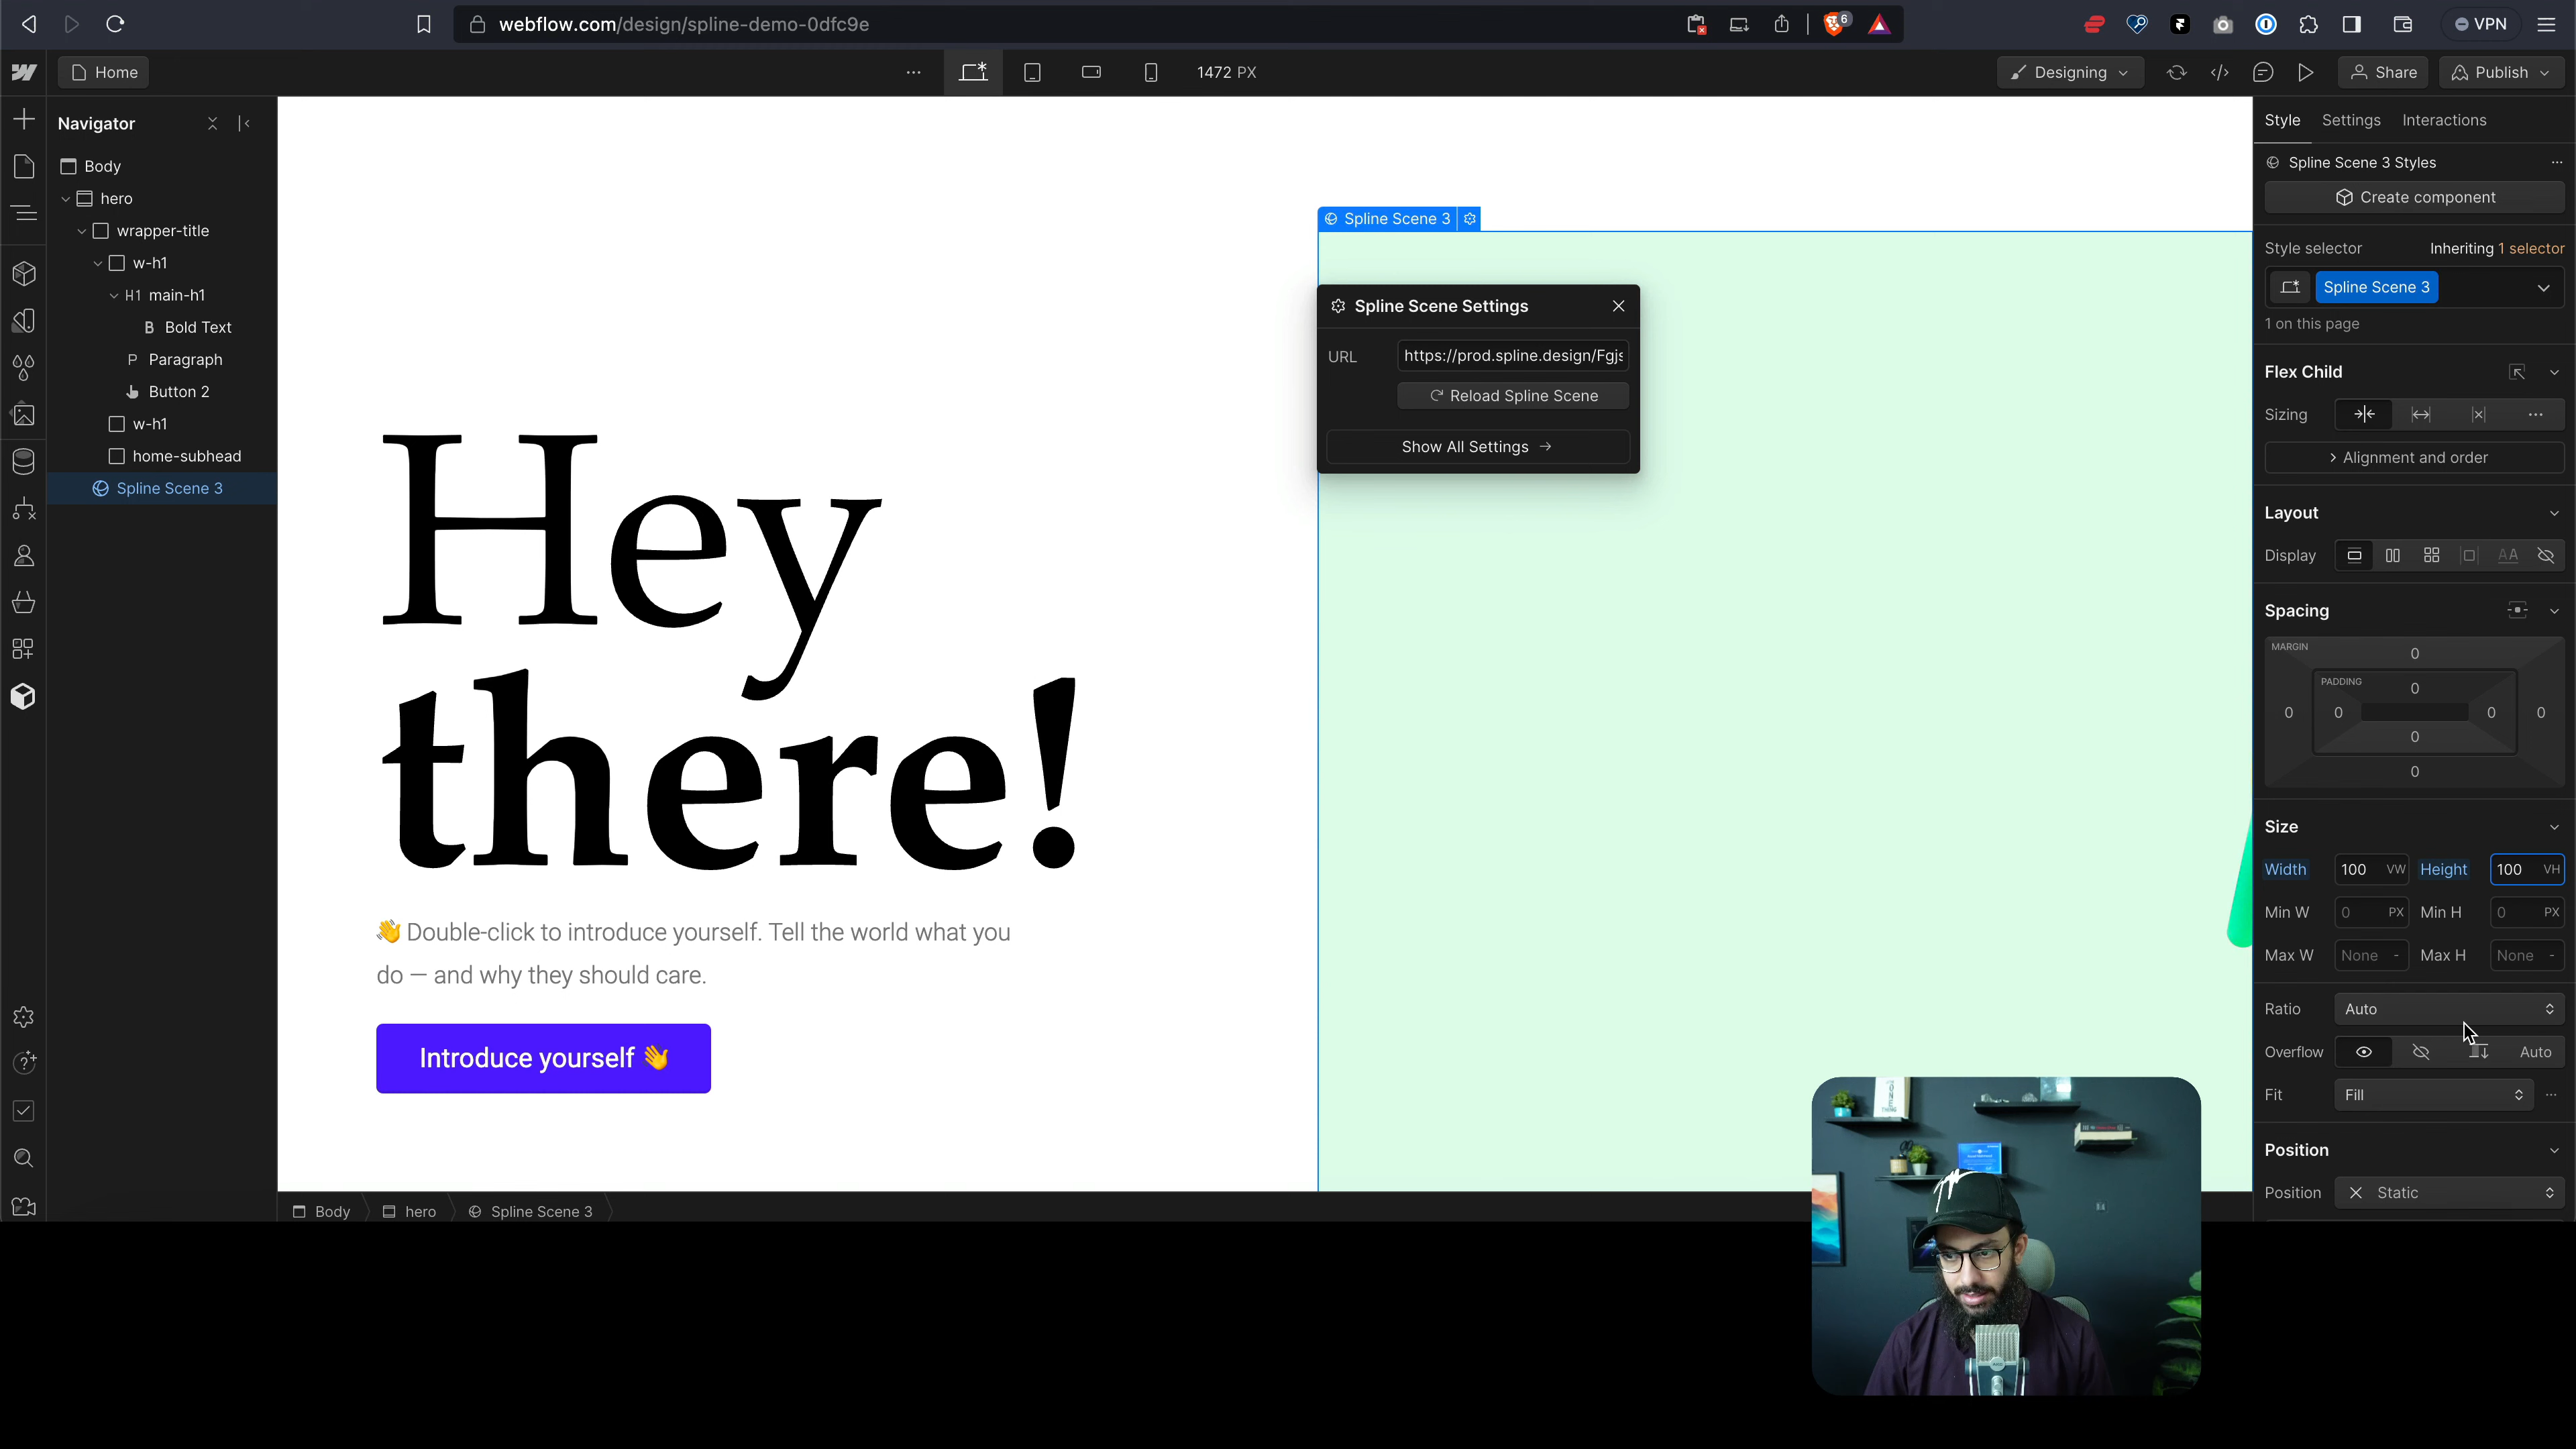 webflow.com/design/spline-demo-0dfc9e
6
VPN
Home
1472 PX
Designing
Share
Publish
Navigator
Body
hero
wrapper-title
w-h1
H1 main-h1
B Bold Text
P Paragraph
Button 2
w-h1
home-subhead
Spline Scene 3
Spline Scene 3
Spline Scene Settings
URL https://prod.spline.design/Fgjs
Reload Spline Scene
Show All Settings
Hey
there!
👋 Double-click to introduce yourself. Tell the world what you
do — and why they should care.
Introduce yourself 👋
Body hero Spline Scene 3
Style Settings Interactions
Spline Scene 3 Styles
Create component
Style selector Inheriting 1 selector
Spline Scene 3
1 on this page
Flex Child
Sizing
Alignment and order
Layout
Display AA
Spacing
MARGIN
0
PADDING
0
0 0 0 0
0
0
Size
Width 100 VW Height 100 VH
Min W 0 PX Min H 0 PX
Max W None - Max H None -
Ratio Auto
Overflow Auto
Fit Fill
Position
Position Static